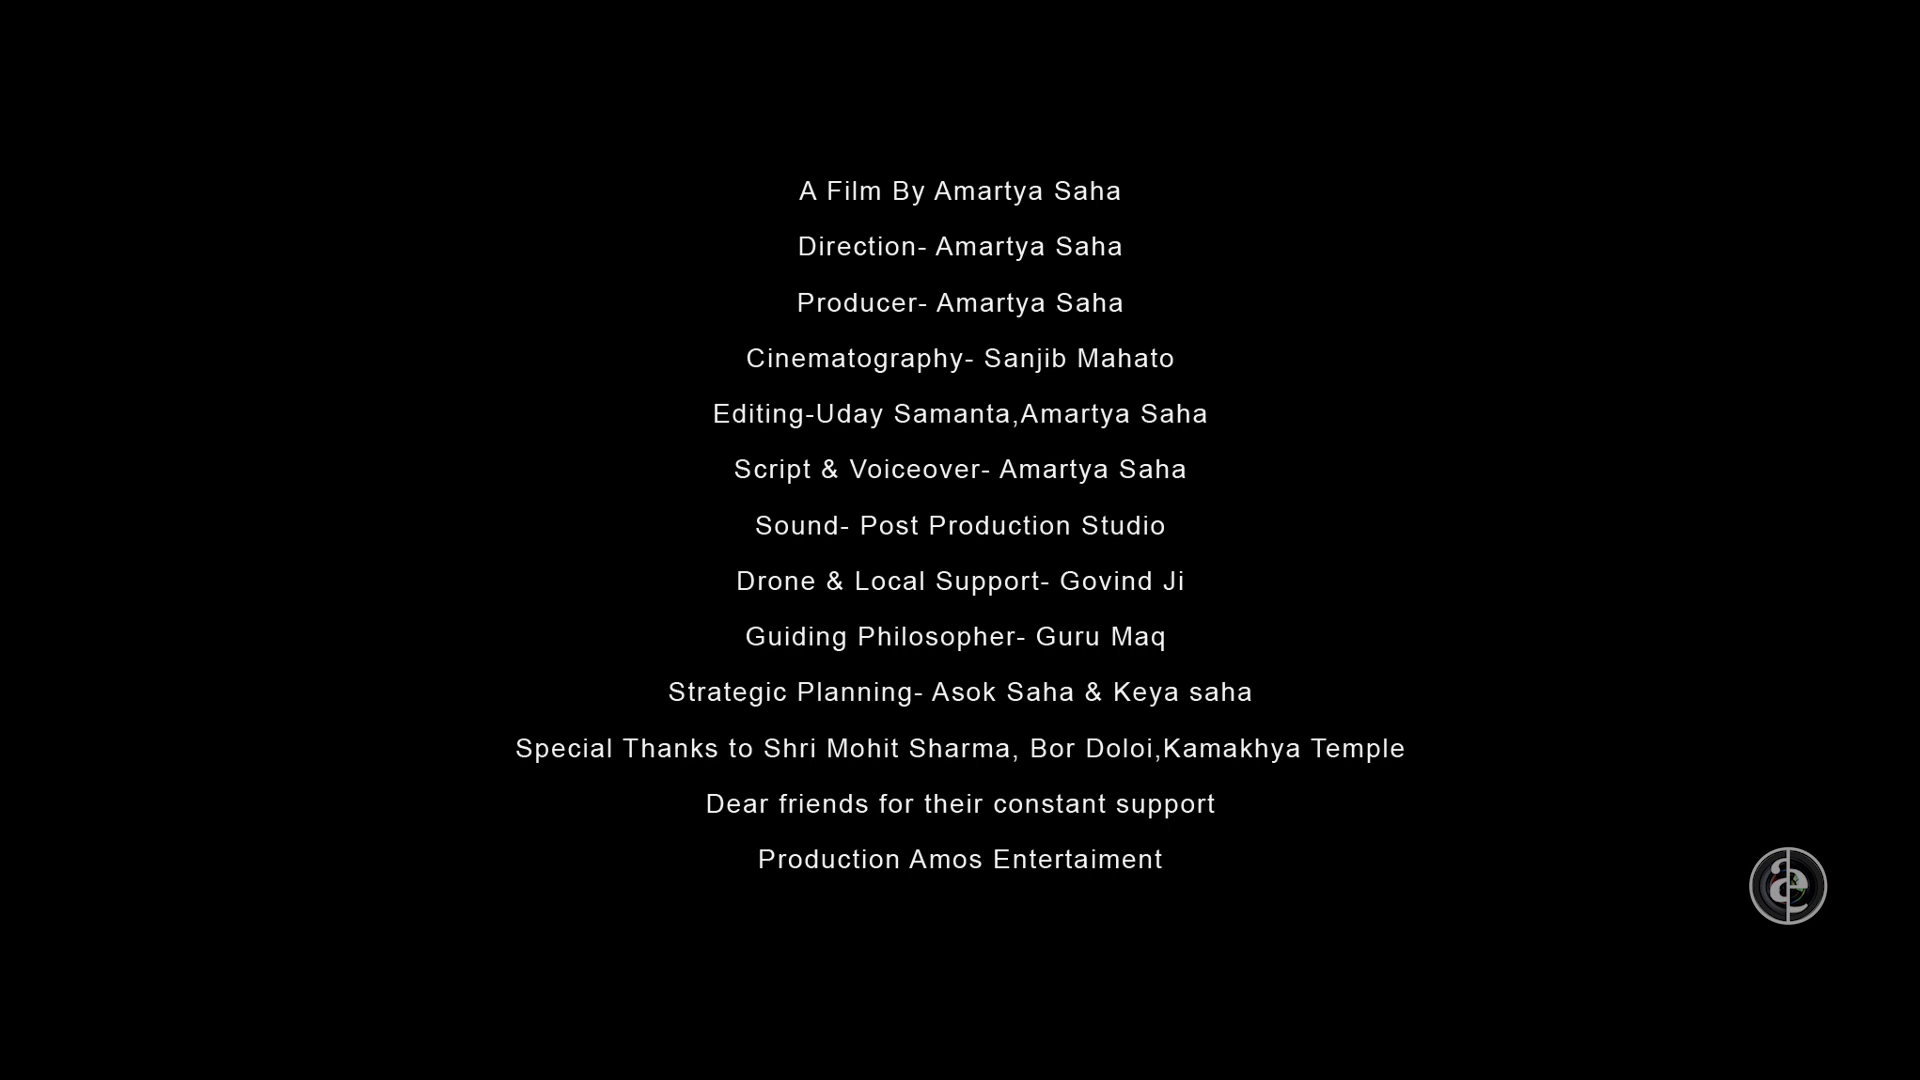 A Film By Amartya Saha
Direction- Amartya Saha
Producer- Amartya Saha
Cinematography- Sanjib Mahato
Editing-Uday Samanta,Amartya Saha
Script & Voiceover- Amartya Saha
Sound- Post Production Studio
Drone & Local Support- Govind Ji
Guiding Philosopher- Guru Maq
Strategic Planning- Asok Saha & Keya saha
Special Thanks to Shri Mohit Sharma, Bor Doloi,Kamakhya Temple
Dear friends for their constant support
Production Amos Entertaiment
ae